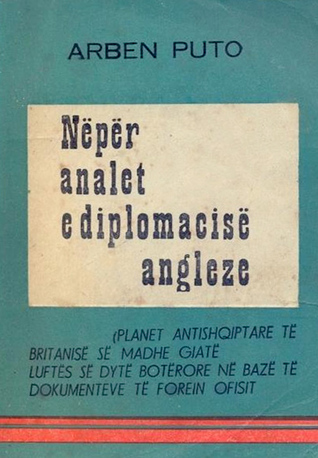 ARBEN PUTO
Nëpër
analet
e diplomacisë
angleze
(PLANET ANTISHQIPTARE TË
BRITANISË SË MADHE GJATË
LUFTËS SË DYTË BOTËRORE NË BAZË TË
DOKUMENTEVE TË FOREIN OFISIT